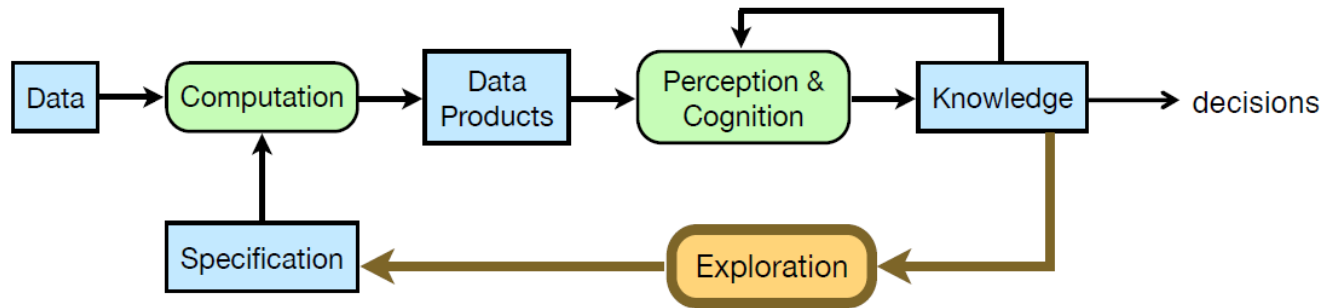 Data
Computation
Data
Products
Perception &
Cognition
Knowledge
decisions
Specification
Exploration